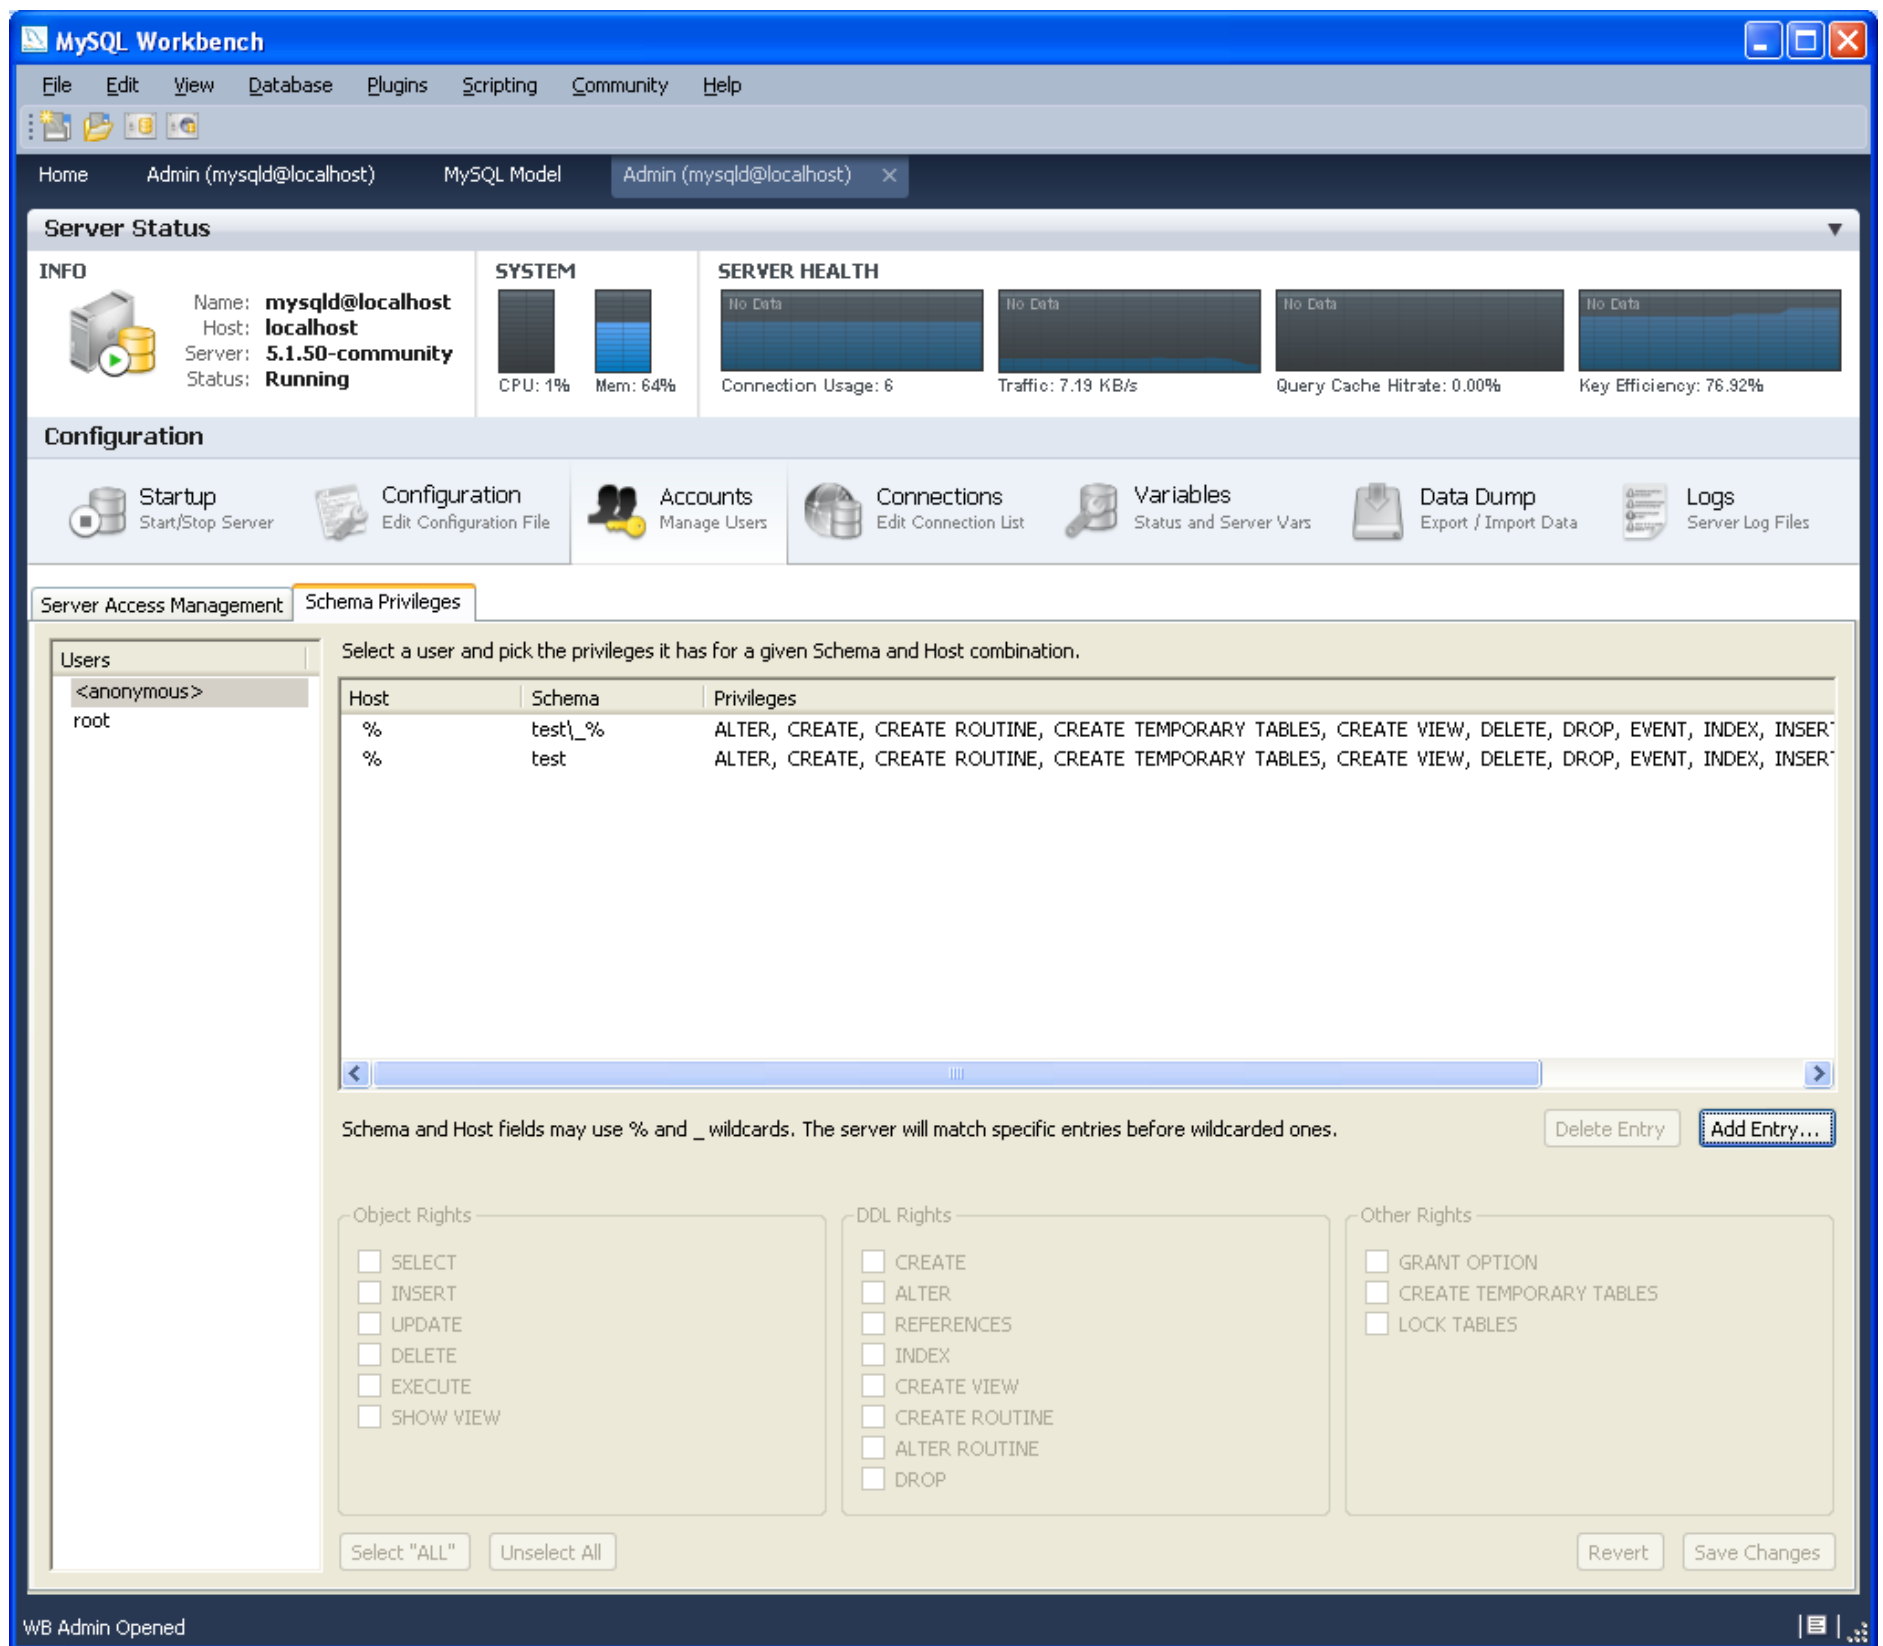 MySQL Workbench
File Edit View Database Plugins Scripting Community Help
Home Admin (mysqld@localhost) MySQL Model Admin (mysqld@localhost)
Server Status
INFO SYSTEM SERVER HEALTH
Name: mysqld@localhost
Host: localhost
Server: 5.1.50-community
Status: Running
No Data No Data No Data No Data
CPU: 1% Mem: 64% Connection Usage: 6 Traffic: 7.19 KB/s Query Cache Hitrate: 0.00% Key Efficiency: 76.92%
Configuration
Startup Configuration Accounts Connections Variables Data Dump Logs
Start/Stop Server Edit Configuration File Manage Users Edit Connection List Status and Server Vars Export / Import Data Server Log Files
Server Access Management Schema Privileges
Users
<anonymous>
root
Select a user and pick the privileges it has for a given Schema and Host combination.
Host Schema Privileges
% test\_% ALTER, CREATE, CREATE ROUTINE, CREATE TEMPORARY TABLES, CREATE VIEW, DELETE, DROP, EVENT, INDEX, INSERT
% test ALTER, CREATE, CREATE ROUTINE, CREATE TEMPORARY TABLES, CREATE VIEW, DELETE, DROP, EVENT, INDEX, INSERT
Schema and Host fields may use % and _ wildcards. The server will match specific entries before wildcarded ones.
Delete Entry Add Entry...
Object Rights
SELECT
INSERT
UPDATE
DELETE
EXECUTE
SHOW VIEW
DDL Rights
CREATE
ALTER
REFERENCES
INDEX
CREATE VIEW
CREATE ROUTINE
ALTER ROUTINE
DROP
Other Rights
GRANT OPTION
CREATE TEMPORARY TABLES
LOCK TABLES
Select "ALL" Unselect All Revert Save Changes
WB Admin Opened